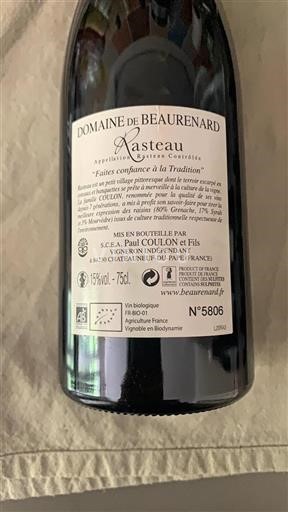 DOMAINE DE BEAURENARD
Rasteau
Appellation Rasteau Contrôlée
"Faites confiance à la Tradition"
Rasteau est un petit village pittoresque dont le terroir escarpé en
coteaux et banquettes se prête à merveille à la culture de la vigne.
La famille COULON, renommée pour la qualité de ses vins
depuis 7 générations, a mis à profit son savoir-faire pour tirer la
meilleure expression des raisins (80% Grenache, 17% Syrah
et 3% Mourvèdre) issus de culture traditionnelle respectueuse de
l'environnement.
MIS EN BOUTEILLE PAR
S.C.E.A. Paul COULON et Fils
VIGNERON INDÉPENDANT
à 84230 CHATEAUNEUF-DU-PAPE (FRANCE)
15%vol. - 75cl.
PRODUCT OF FRANCE
PRODUIT DE FRANCE
CONTIENT DES SULFITES
CONTAINS SULPHITES
www.beaurenard.fr
AB
Vin biologique
FR-BIO-01
Agriculture France
Vignoble en Biodynamie
N°5806